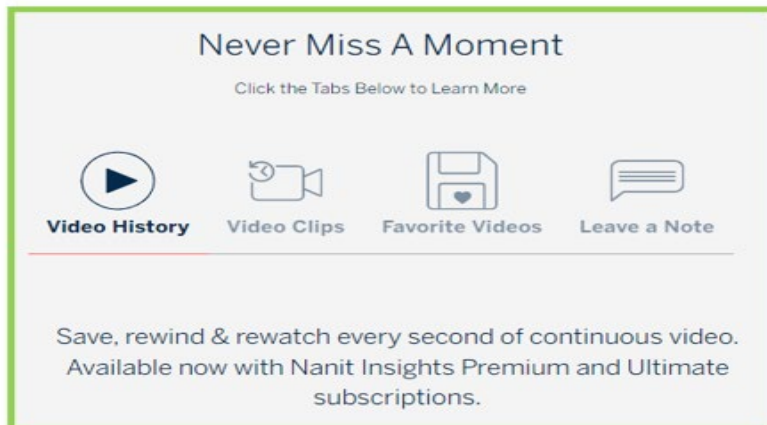 Never Miss A Moment
Click the Tabs Below to Learn More
Video History
Video Clips
Favorite Videos
Leave a Note
Save, rewind & rewatch every second of continuous video.
Available now with Nanit Insights Premium and Ultimate
subscriptions.